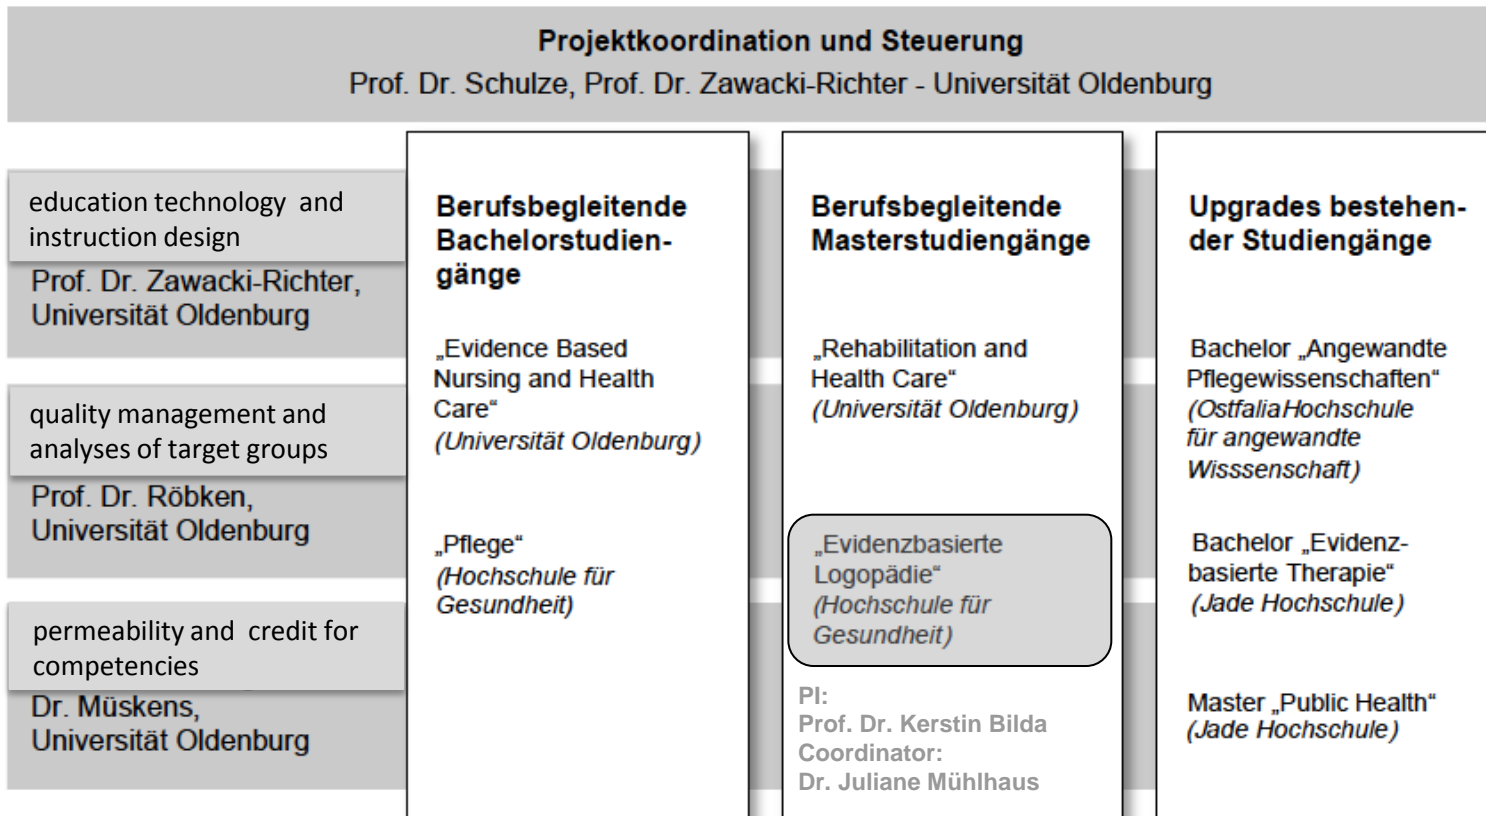 Projektkoordination und Steuerung
Prof. Dr. Schulze, Prof. Dr. Zawacki-Richter - Universität Oldenburg
education technology and
instruction design
Prof. Dr. Zawacki-Richter,
Universität Oldenburg
quality management and
analyses of target groups
Prof. Dr. Röbken,
Universität Oldenburg
permeability and credit for
competencies
Dr. Müskens,
Universität Oldenburg
Berufsbegleitende
Bachelorstudien-
gänge
„Evidence Based
Nursing and Health
Care“
(Universität Oldenburg)
„Pflege“
(Hochschule für
Gesundheit)
Berufsbegleitende
Masterstudiengänge
„Rehabilitation and
Health Care“
(Universität Oldenburg)
„Evidenzbasierte
Logopädie“
(Hochschule für
Gesundheit)
PI:
Prof. Dr. Kerstin Bilda
Coordinator:
Dr. Juliane Mühlhaus
Upgrades bestehen-
der Studiengänge
Bachelor „Angewandte
Pflegewissenschaften“
(Ostfalia Hochschule
für angewandte
Wisssenschaft)
Bachelor „Evidenz-
basierte Therapie“
(Jade Hochschule)
Master „Public Health“
(Jade Hochschule)